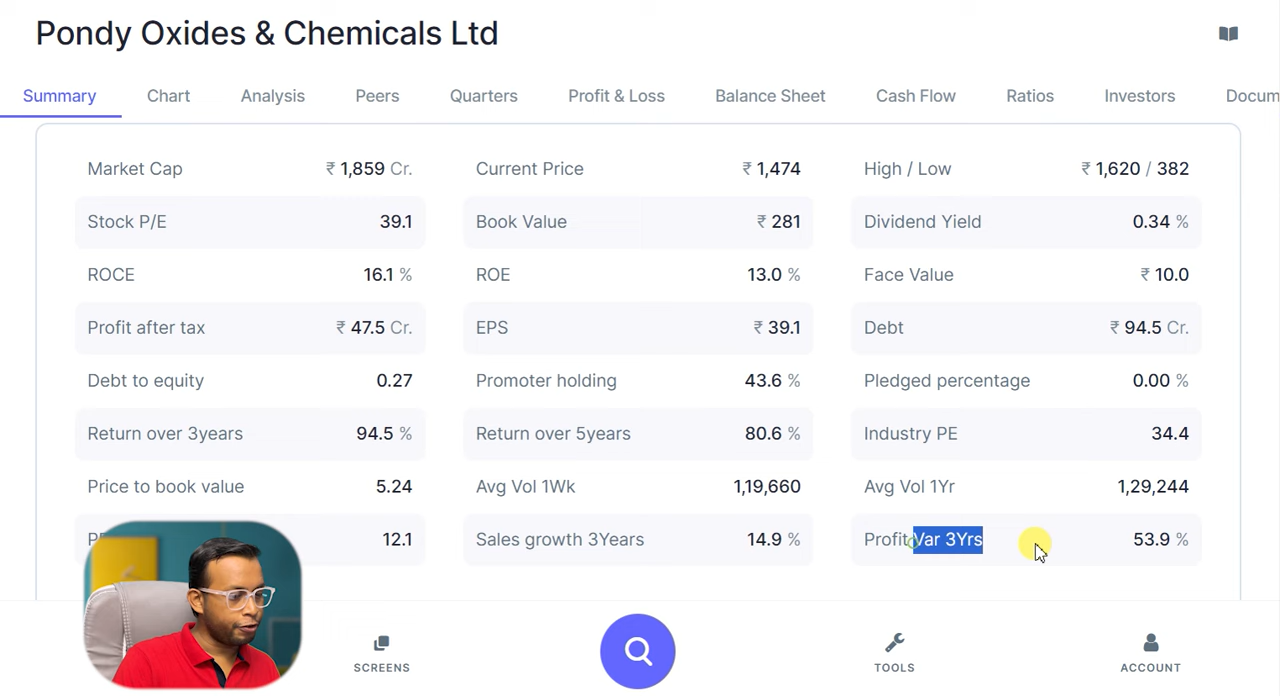 Pondy Oxides & Chemicals Ltd
Summary Chart Analysis Peers Quarters Profit & Loss Balance Sheet Cash Flow Ratios Investors Docum
Market Cap ₹ 1,859 Cr. Current Price ₹ 1,474 High / Low ₹ 1,620 / 382
Stock P/E 39.1 Book Value ₹ 281 Dividend Yield 0.34 %
ROCE 16.1 % ROE 13.0 % Face Value ₹ 10.0
Profit after tax ₹ 47.5 Cr. EPS ₹ 39.1 Debt ₹ 94.5 Cr.
Debt to equity 0.27 Promoter holding 43.6 % Pledged percentage 0.00 %
Return over 3years 94.5 % Return over 5years 80.6 % Industry PE 34.4
Price to book value 5.24 Avg Vol 1Wk 1,19,660 Avg Vol 1Yr 1,29,244
12.1 Sales growth 3Years 14.9 % Profit Var 3Yrs 53.9 %
SCREENS TOOLS ACCOUNT